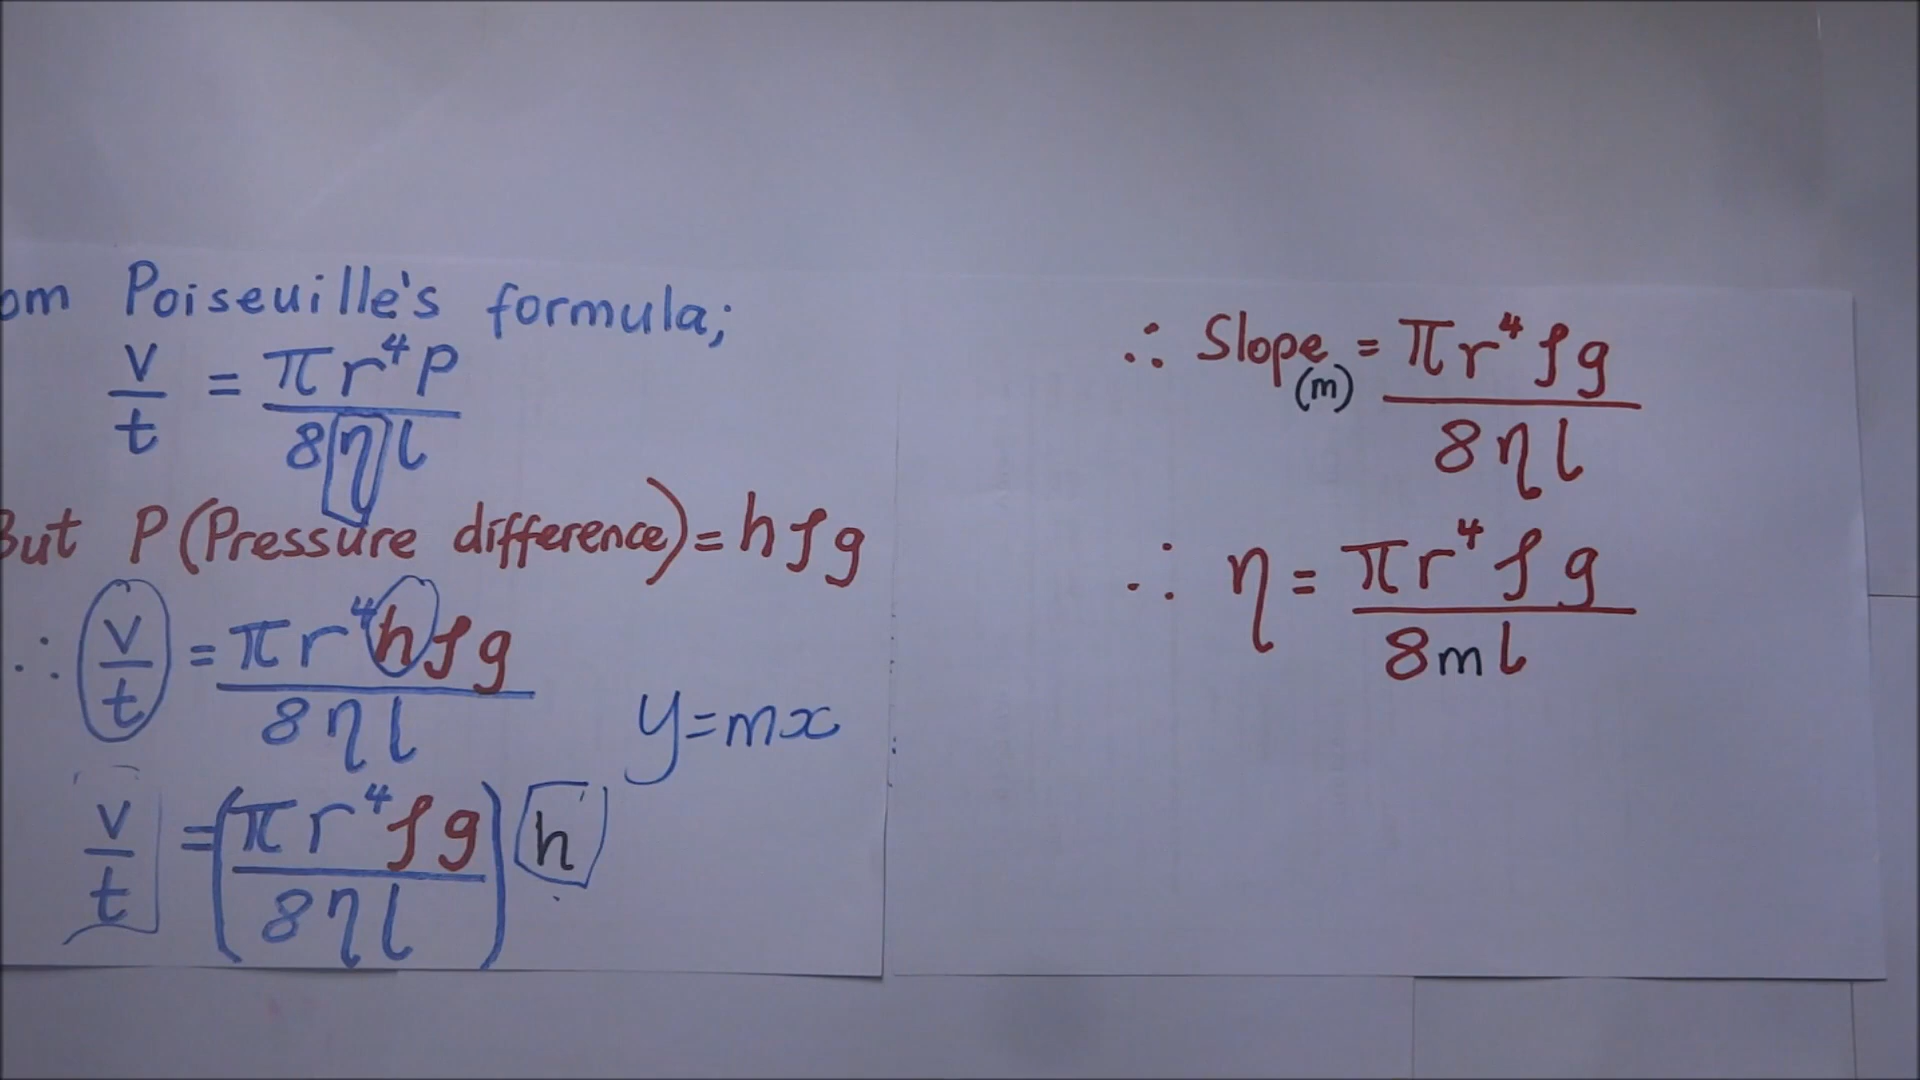 om Poiseuille's formula;
v/t = πr⁴P / 8ηl
But P (Pressure difference) = hρg
∴ v/t = πr⁴hρg / 8ηl
y=mx
v/t = (πr⁴ρg / 8ηl) h
∴ Slope (m) = πr⁴ρg / 8ηl
∴ η = πr⁴ρg / 8ml